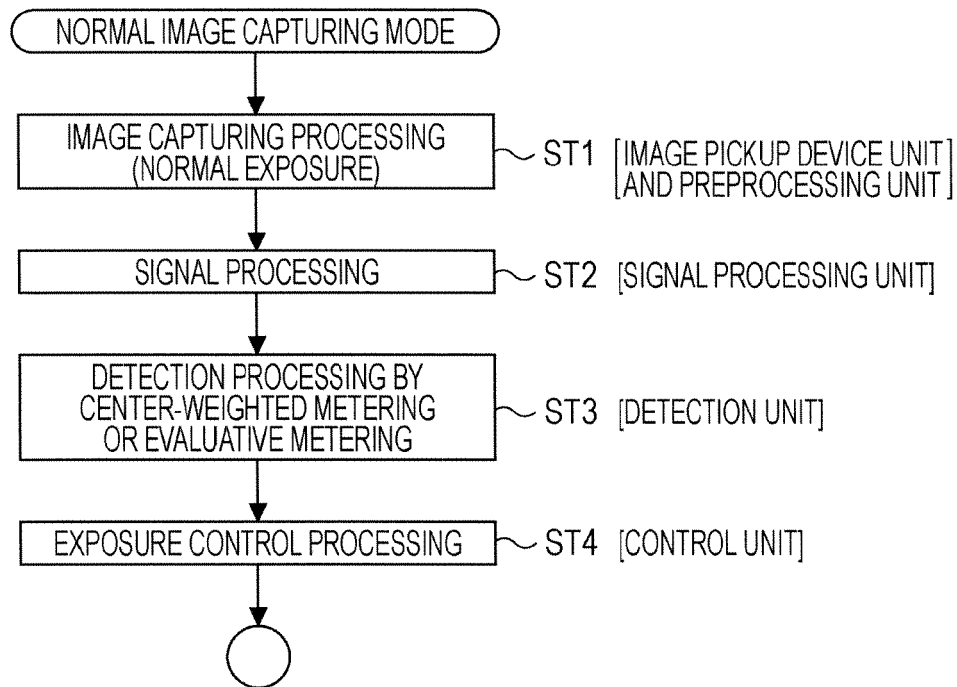 NORMAL IMAGE CAPTURING MODE
IMAGE CAPTURING PROCESSING
(NORMAL EXPOSURE)
ST1 [IMAGE PICKUP DEVICE UNIT
AND PREPROCESSING UNIT]
SIGNAL PROCESSING
ST2 [SIGNAL PROCESSING UNIT]
DETECTION PROCESSING BY
CENTER-WEIGHTED METERING
OR EVALUATIVE METERING
ST3 [DETECTION UNIT]
EXPOSURE CONTROL PROCESSING
ST4 [CONTROL UNIT]